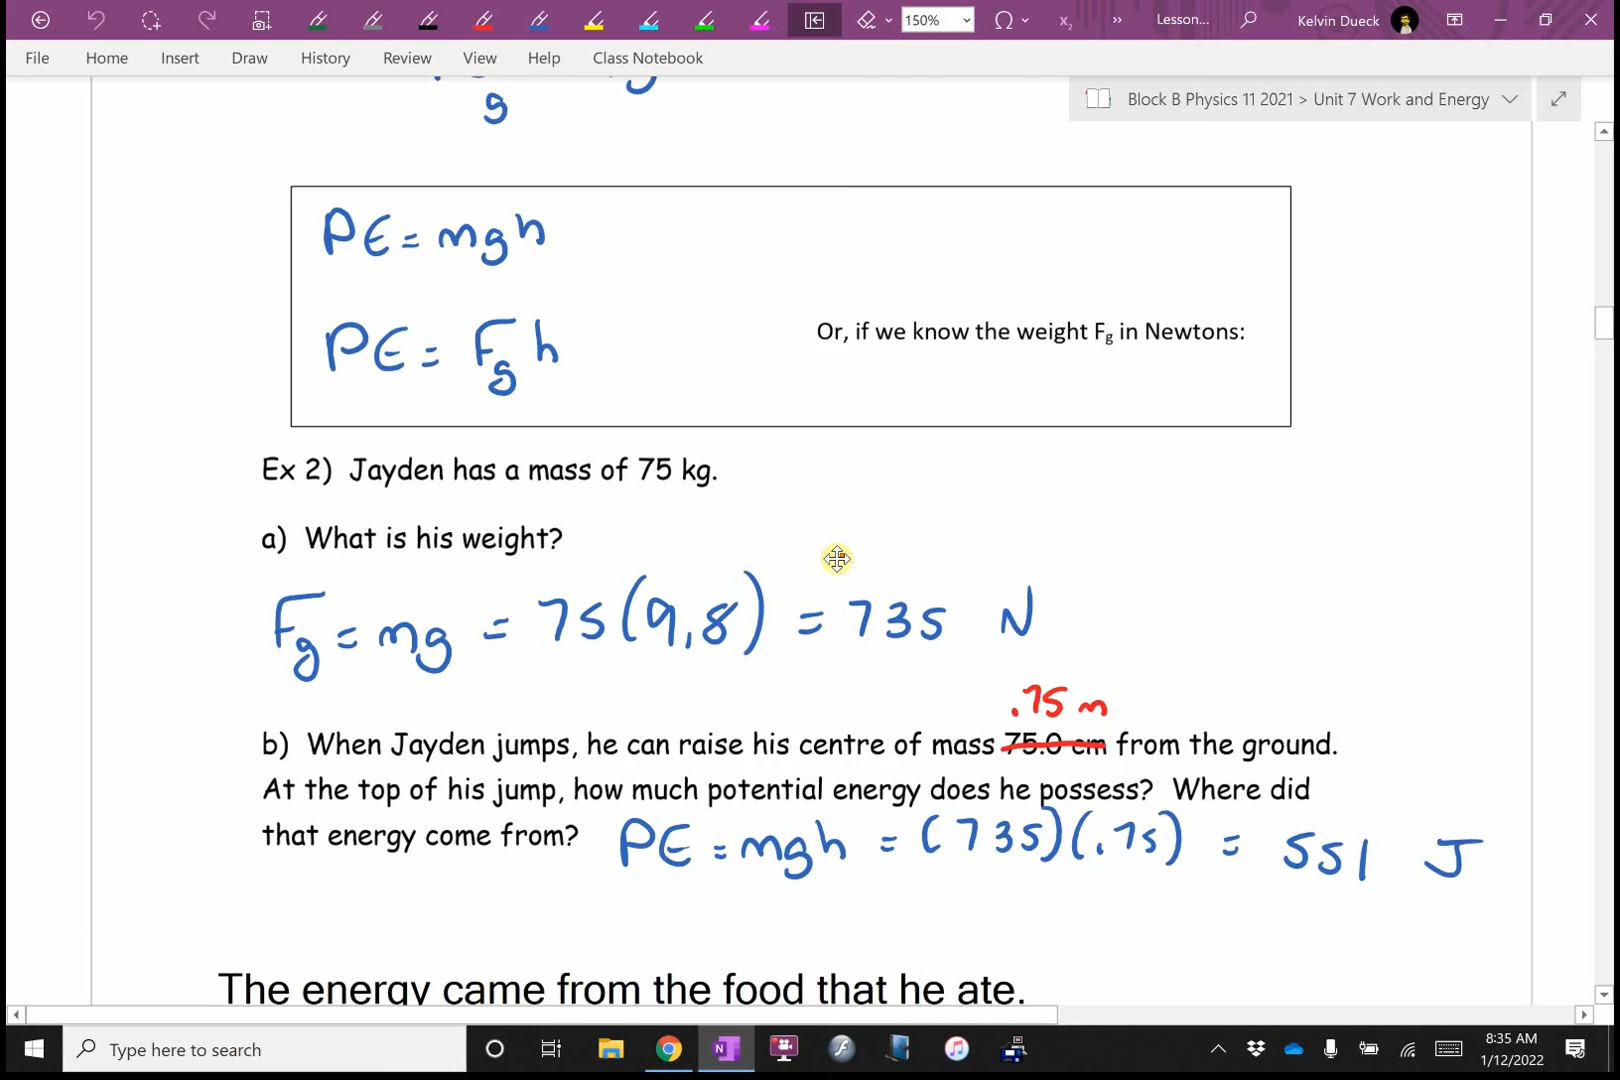 150%
Lesson...
Kelvin Dueck
File Home Insert Draw History Review View Help Class Notebook
g
Block B Physics 11 2021 > Unit 7 Work and Energy
PE = mgh
PE = Fg h
Or, if we know the weight Fg in Newtons:
Ex 2) Jayden has a mass of 75 kg.
a) What is his weight?
Fg = mg = 75(9,8) = 735 N
.75 m
b) When Jayden jumps, he can raise his centre of mass 75.0 cm from the ground.
At the top of his jump, how much potential energy does he possess? Where did
that energy come from? PE = mgh = (735)(.75) = 551 J
The energy came from the food that he ate.
Type here to search
8:35 AM
1/12/2022